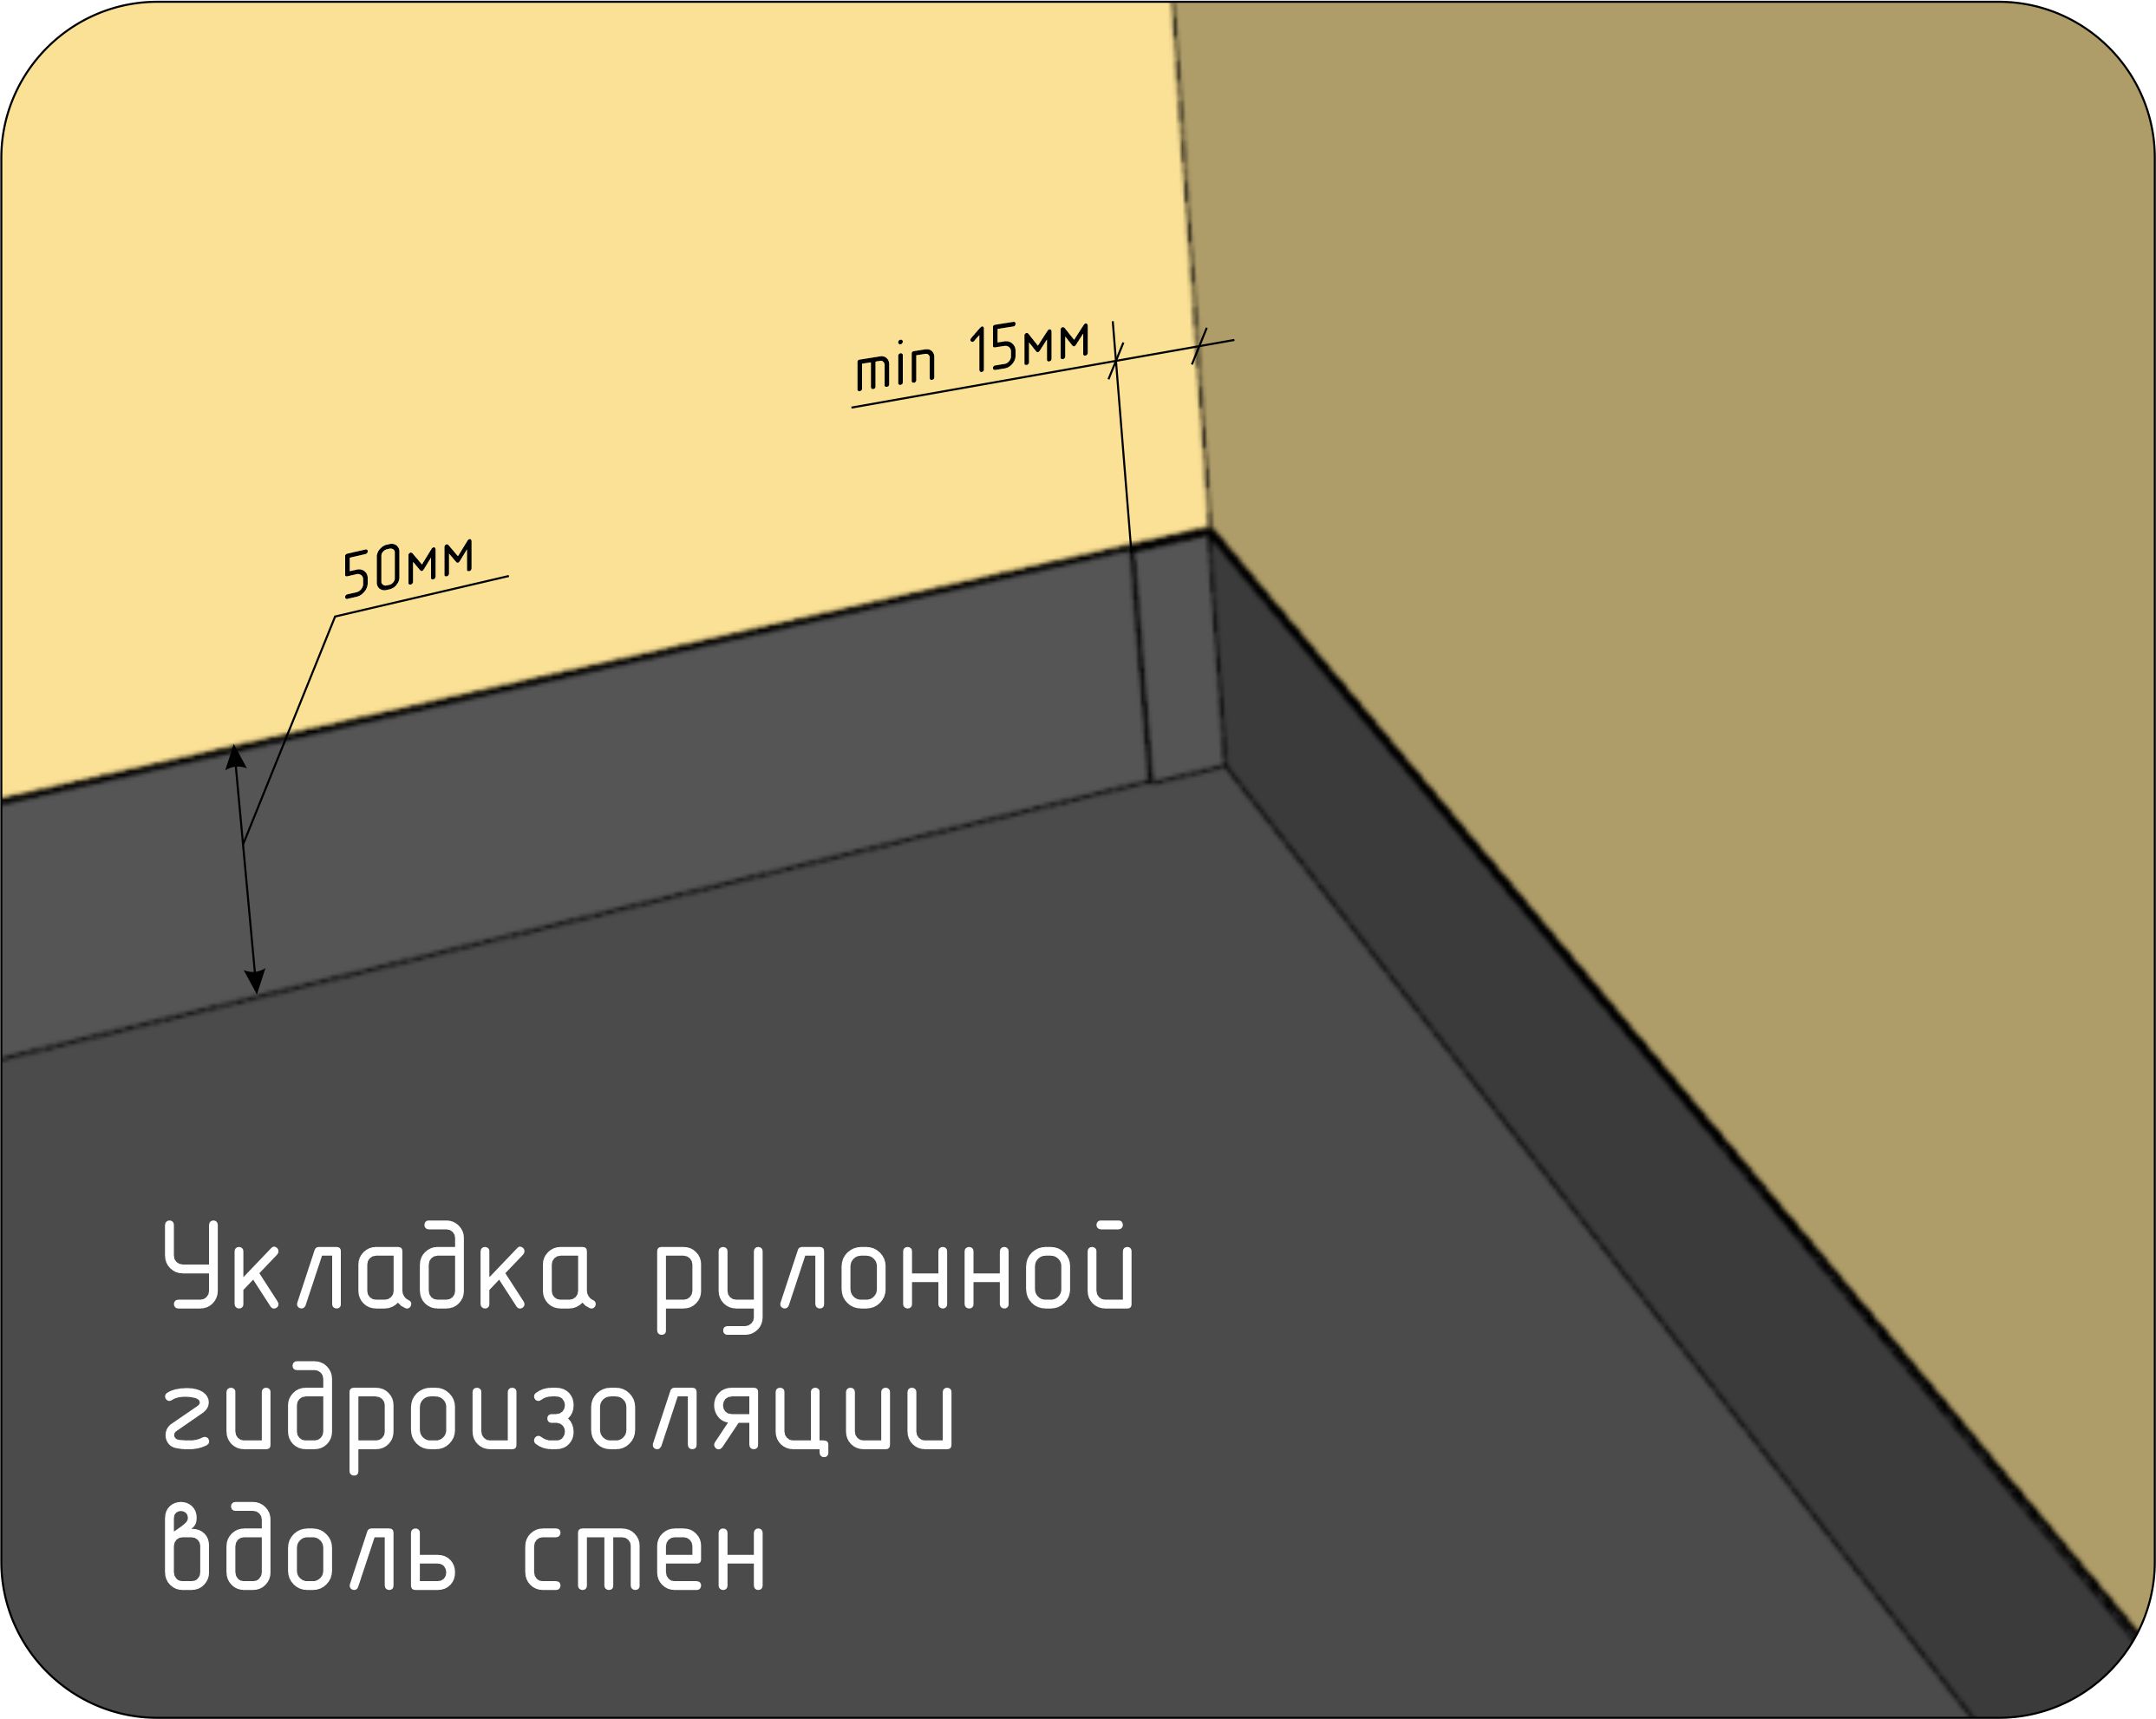 min 15мм
50мм
Укладка рулонной
гидроизоляции
вдоль стен